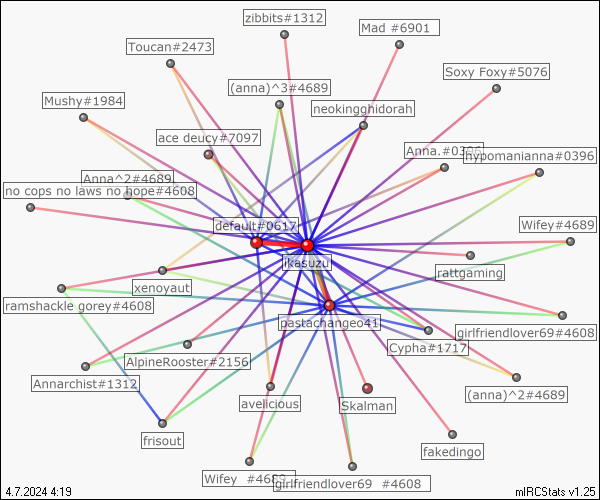 zibbits#1312
Mad #6901
Toucan#2473
Soxy Foxy#5076
(anna)^3#4689
Mushy#1984
neokingghidorah
ace deucy#7097
Anna.#0396
hypomanianna#0396
Anna^2#4689
no cops no laws no nope#4608
default#0617
Wifey#4689
ikasuzu
rattgaming
xenoyaut
ramshackle gorey#4608
pastachangeo41
girlfriendlover69#4608
Cypha#1717
AlpineRooster#2156
Annarchist#1312
(anna)^2#4689
avelicious
Skalman
frisout
fakedingo
Wifey #4689
girlfriendlover69 #4608
4.7.2024 4:19
mIRCStats v1.25